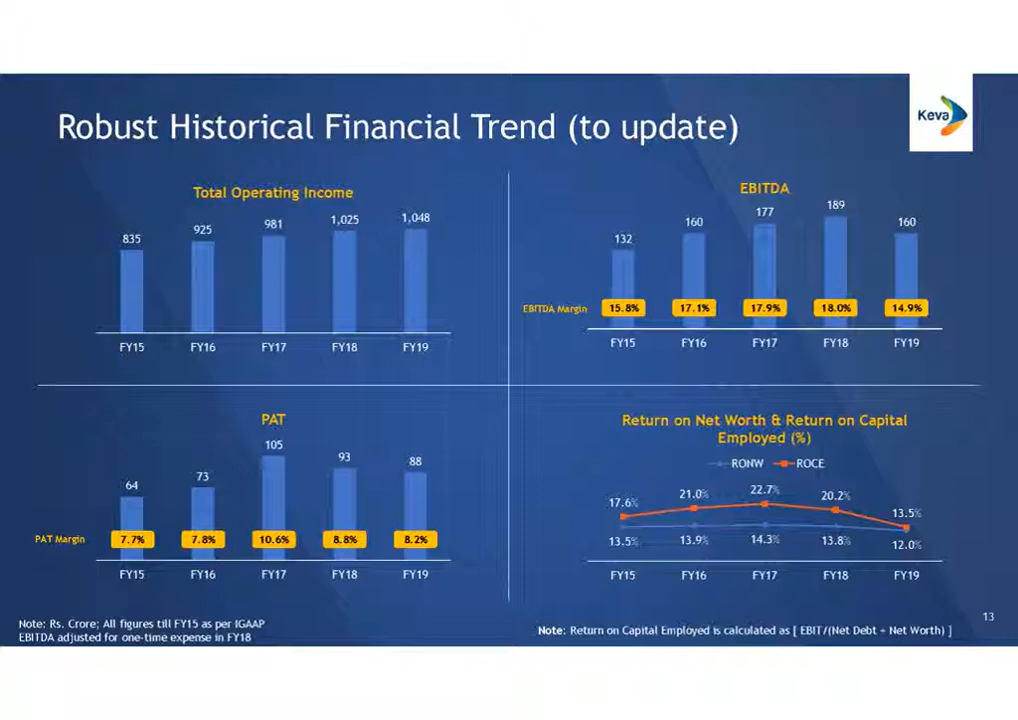 Robust Historical Financial Trend (to update)
Keva
Total Operating Income
835 925 981 1,025 1,048
FY15 FY16 FY17 FY18 FY19
EBITDA
132 160 177 189 160
EBITDA Margin 15.8% 17.1% 17.9% 18.0% 14.9%
FY15 FY16 FY17 FY18 FY19
PAT
64 73 105 93 88
PAT Margin 7.7% 7.8% 10.6% 8.8% 8.2%
FY15 FY16 FY17 FY18 FY19
Return on Net Worth & Return on Capital
Employed (%)
RONW ROCE
17.6% 21.0% 22.7% 20.2% 13.5%
13.5% 13.9% 14.3% 13.8% 12.0%
FY15 FY16 FY17 FY18 FY19
Note: Rs. Crore; All figures till FY15 as per IGAAP
EBITDA adjusted for one-time expense in FY18
Note: Return on Capital Employed is calculated as [ EBIT/(Net Debt + Net Worth) ]
13